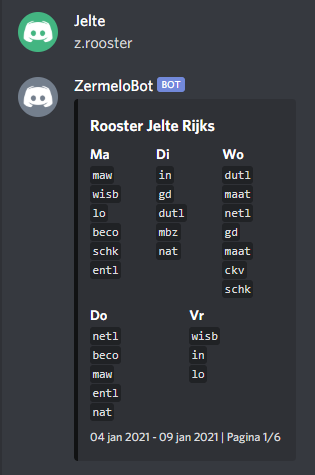 Jelte
z.rooster
ZermeloBot BOT
Rooster Jelte Rijks
Ma Di Wo
maw in dutl
wisb gd maat
lo dutl netl
beco mbz gd
schk nat maat
entl ckv
schk
Do Vr
netl wisb
beco in
maw lo
entl
nat
04 jan 2021 - 09 jan 2021 | Pagina 1/6